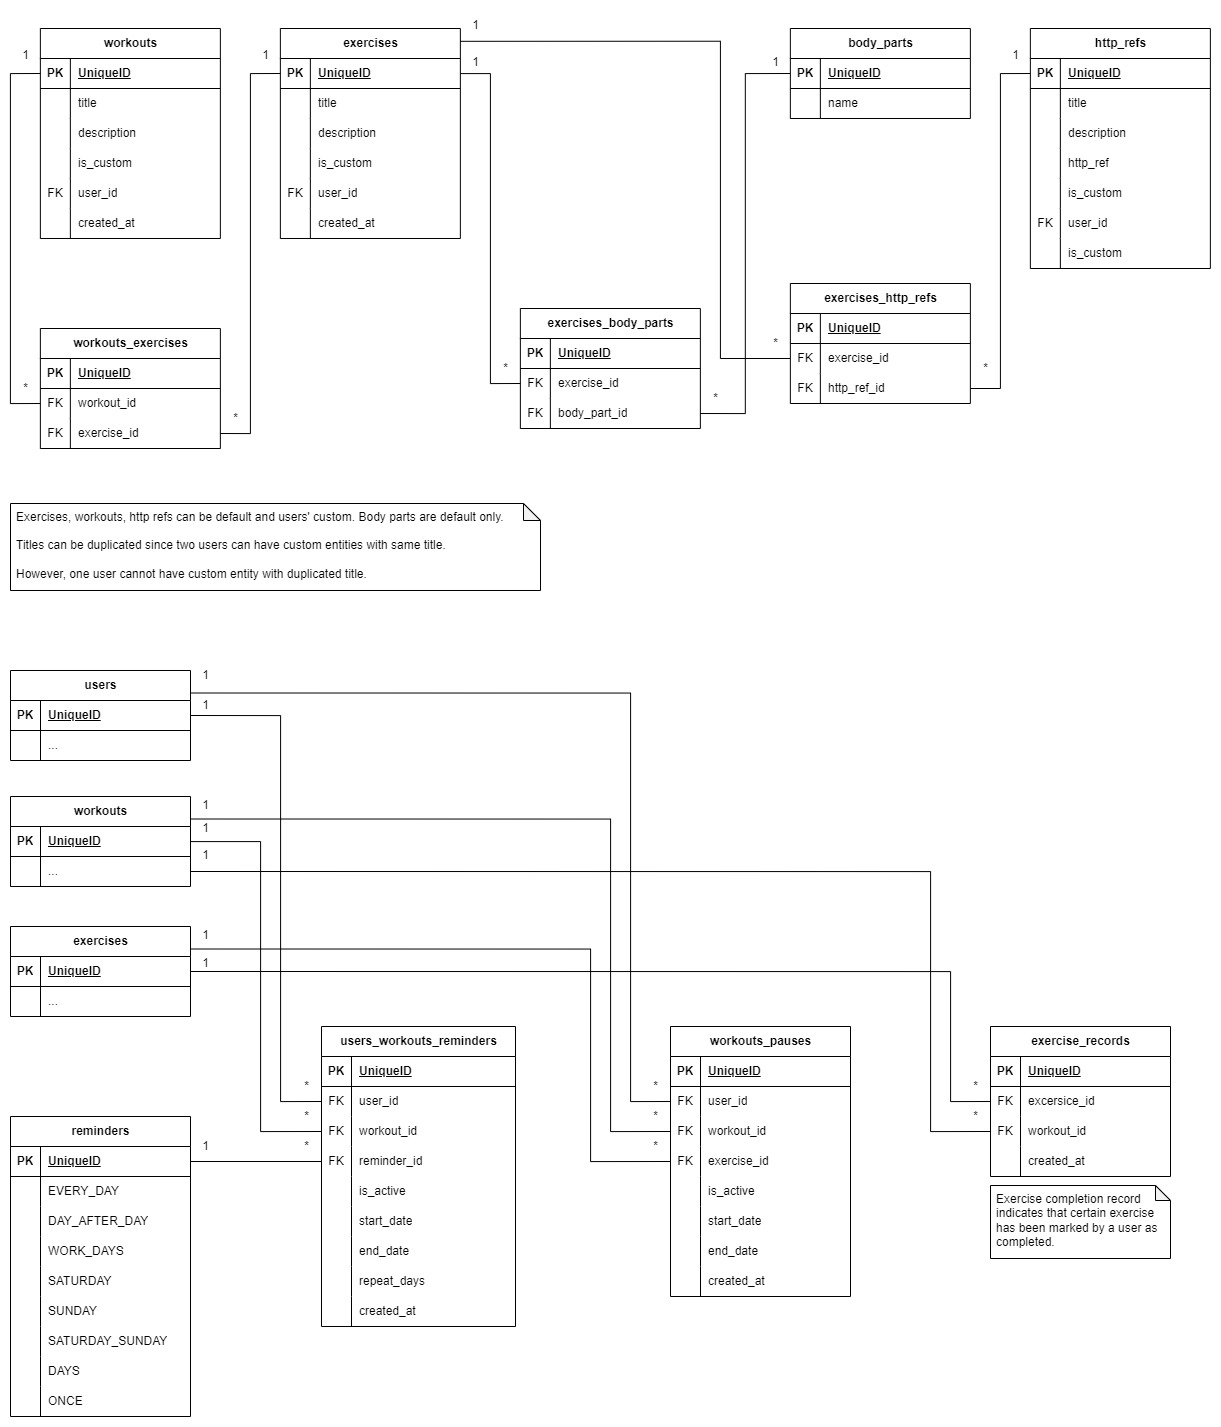 workouts
PK UniqueID
title
description
is_custom
FK user_id
created_at
exercises
PK UniqueID
title
description
is_custom
FK user_id
created_at
body_parts
PK UniqueID
name
http_refs
PK UniqueID
title
description
http_ref
is_custom
FK user_id
is_custom
1
1
1
1
1
1
workouts_exercises
PK UniqueID
FK workout_id
FK exercise_id
*
*
exercises_body_parts
PK UniqueID
FK exercise_id
FK body_part_id
*
*
exercises_http_refs
PK UniqueID
FK exercise_id
FK http_ref_id
*
*
Exercises, workouts, http refs can be default and users' custom. Body parts are default only.
Titles can be duplicated since two users can have custom entities with same title.
However, one user cannot have custom entity with duplicated title.
users
PK UniqueID
...
1
1
workouts
PK UniqueID
...
1
1
1
exercises
PK UniqueID
...
1
1
reminders
PK UniqueID
EVERY_DAY
DAY_AFTER_DAY
WORK_DAYS
SATURDAY
SUNDAY
SATURDAY_SUNDAY
DAYS
ONCE
1
users_workouts_reminders
PK UniqueID
* FK user_id
* FK workout_id
* FK reminder_id
is_active
start_date
end_date
repeat_days
created_at
workouts_pauses
PK UniqueID
* FK user_id
* FK workout_id
* FK exercise_id
is_active
start_date
end_date
created_at
exercise_records
PK UniqueID
* FK excersice_id
* FK workout_id
created_at
Exercise completion record
indicates that certain exercise
has been marked by a user as
completed.